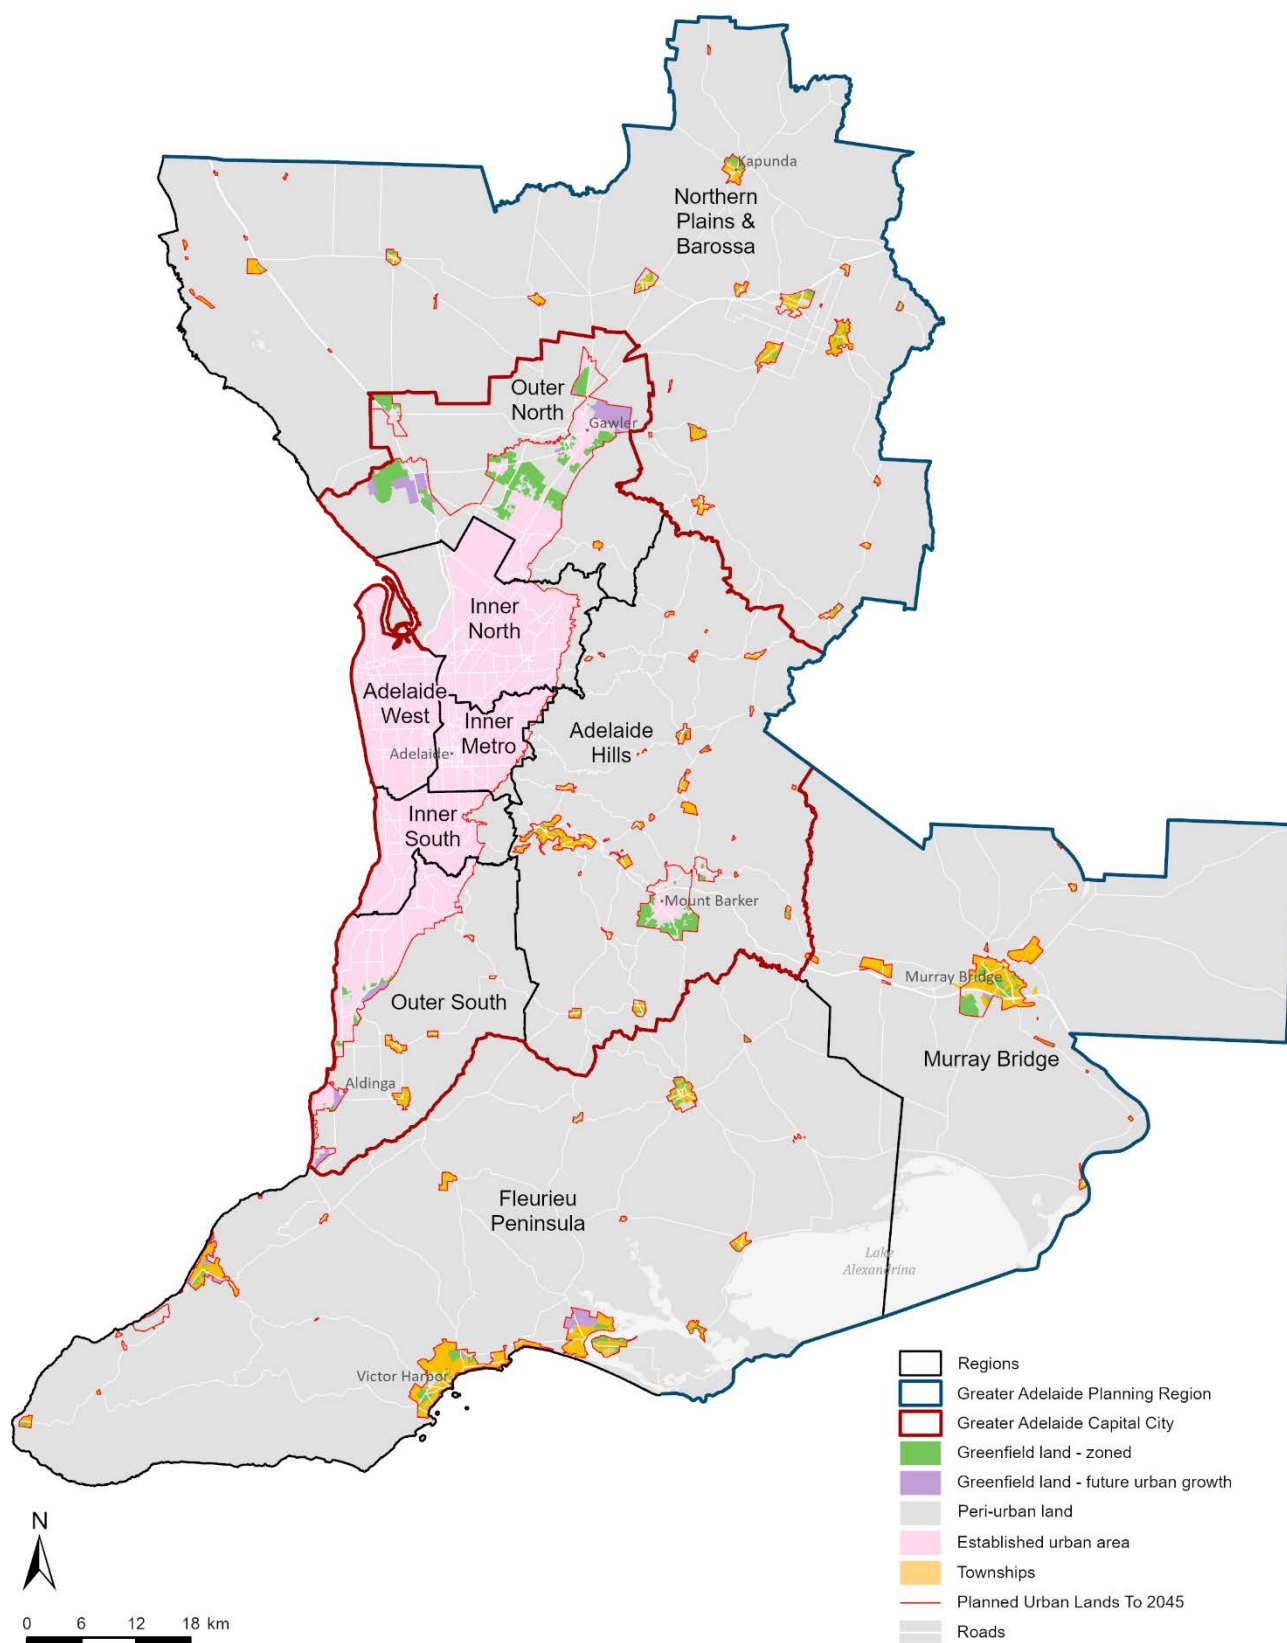 Kapunda
Northern
Plains &
Barossa
Outer
North
Gawler
Inner
North
Adelaide
West
Inner
Metro
Adelaide
Adelaide
Hills
Inner
South
Mount Barker
Murray Bridge
Outer South
Murray Bridge
Aldinga
Fleurieu
Peninsula
Lake
Alexandrina
Victor Harbor
Regions
Greater Adelaide Planning Region
Greater Adelaide Capital City
Greenfield land - zoned
Greenfield land - future urban growth
Peri-urban land
Established urban area
Townships
Planned Urban Lands To 2045
Roads
N
0 6 12 18 km